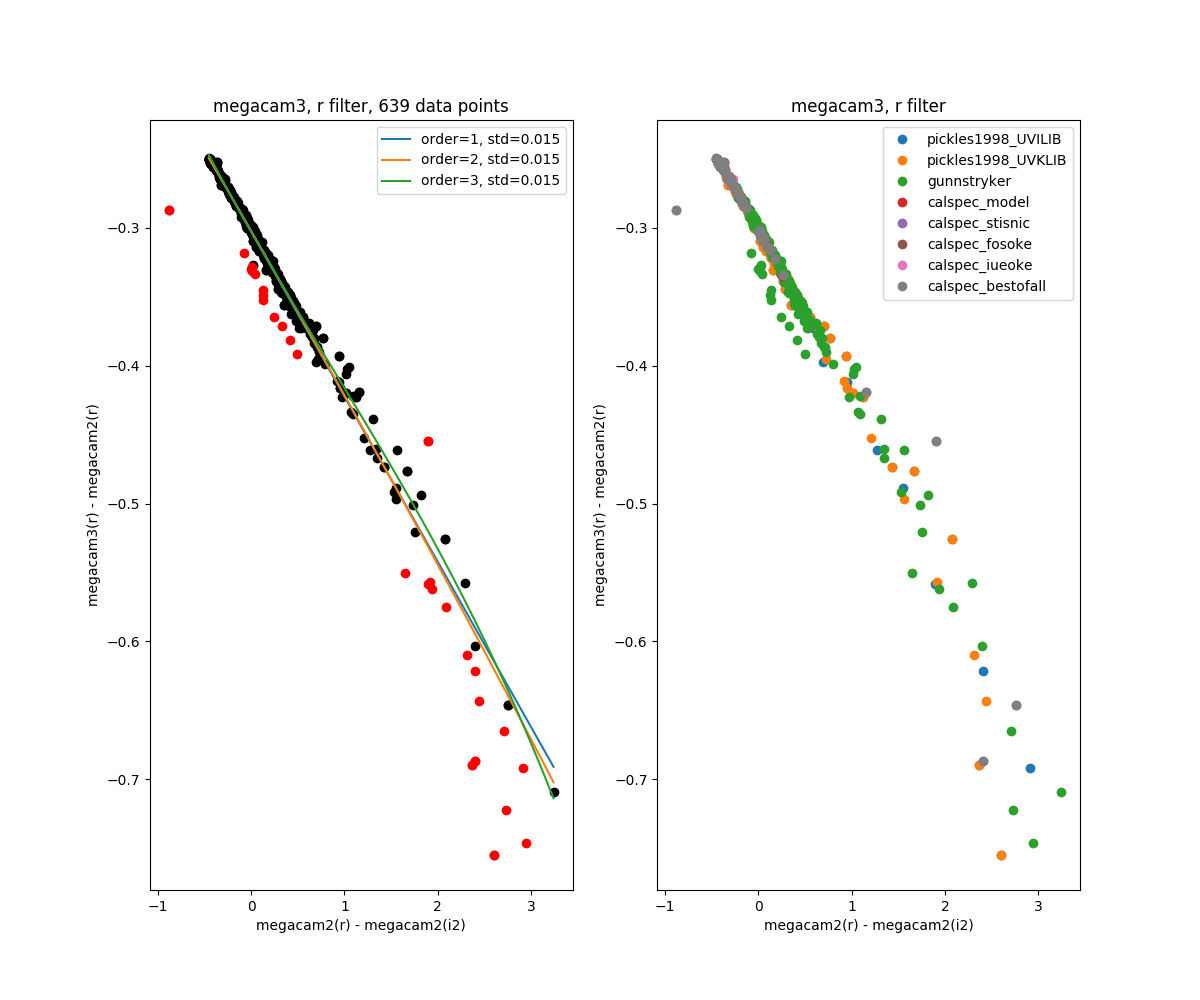 megacam3, r filter, 639 data points
order=1, std=0.015
order=2, std=0.015
order=3, std=0.015
−0.3
−0.4
−0.5
−0.6
−0.7
megacam3(r) - megacam2(r)
−1
0
1
2
3
megacam2(r) - megacam2(i2)
megacam3, r filter
pickles1998_UVILIB
pickles1998_UVKLIB
gunnstryker
calspec_model
calspec_stisnic
calspec_fosoke
calspec_iueoke
calspec_bestofall
−0.3
−0.4
−0.5
−0.6
−0.7
megacam3(r) - megacam2(r)
−1
0
1
2
3
megacam2(r) - megacam2(i2)